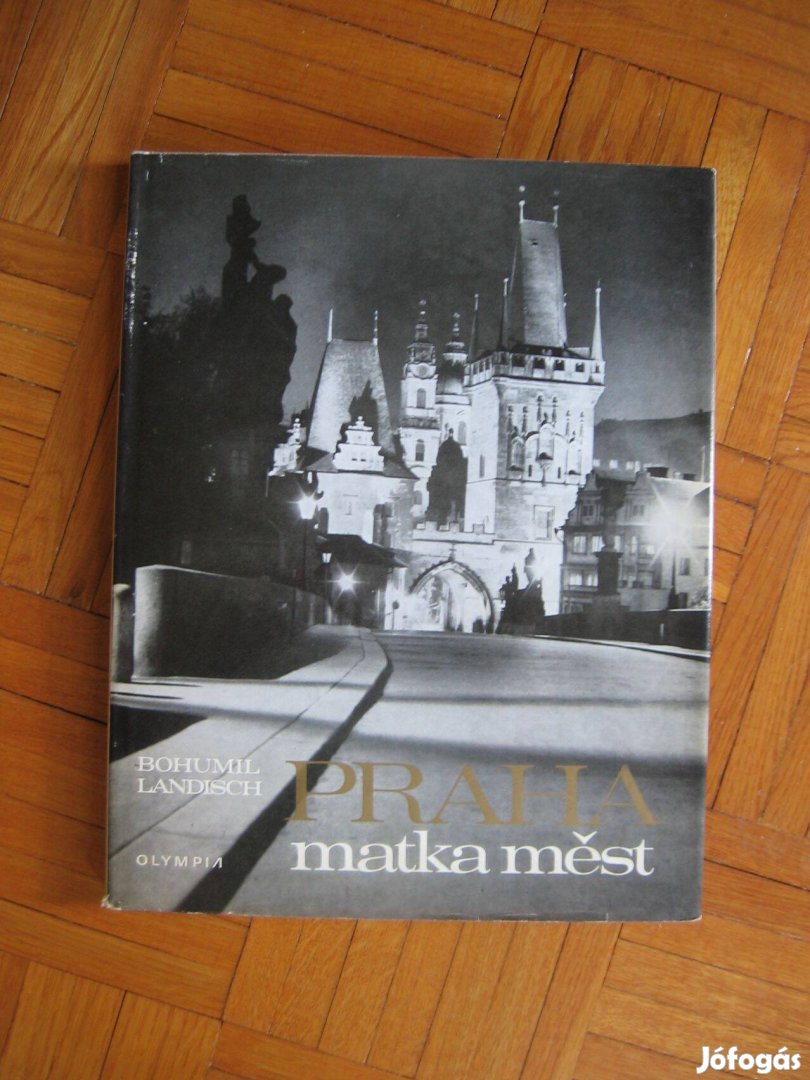 BOHUMIL
LANDISCH
PRAHA
matka měst
OLYMPIA
Jófogás